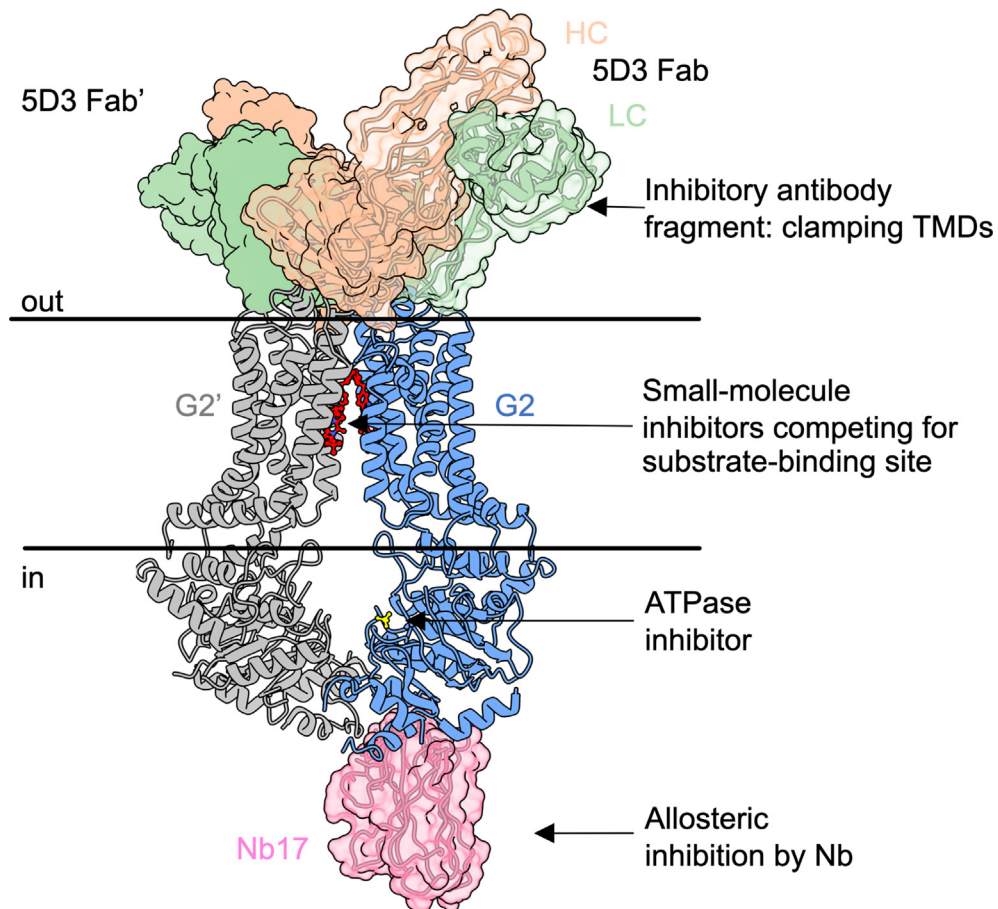 HC
5D3 Fab
5D3 Fab’
LC
Inhibitory antibody
fragment: clamping TMDs
out
G2’
G2
Small-molecule
inhibitors competing for
substrate-binding site
in
ATPase
inhibitor
Nb17
Allosteric
inhibition by Nb